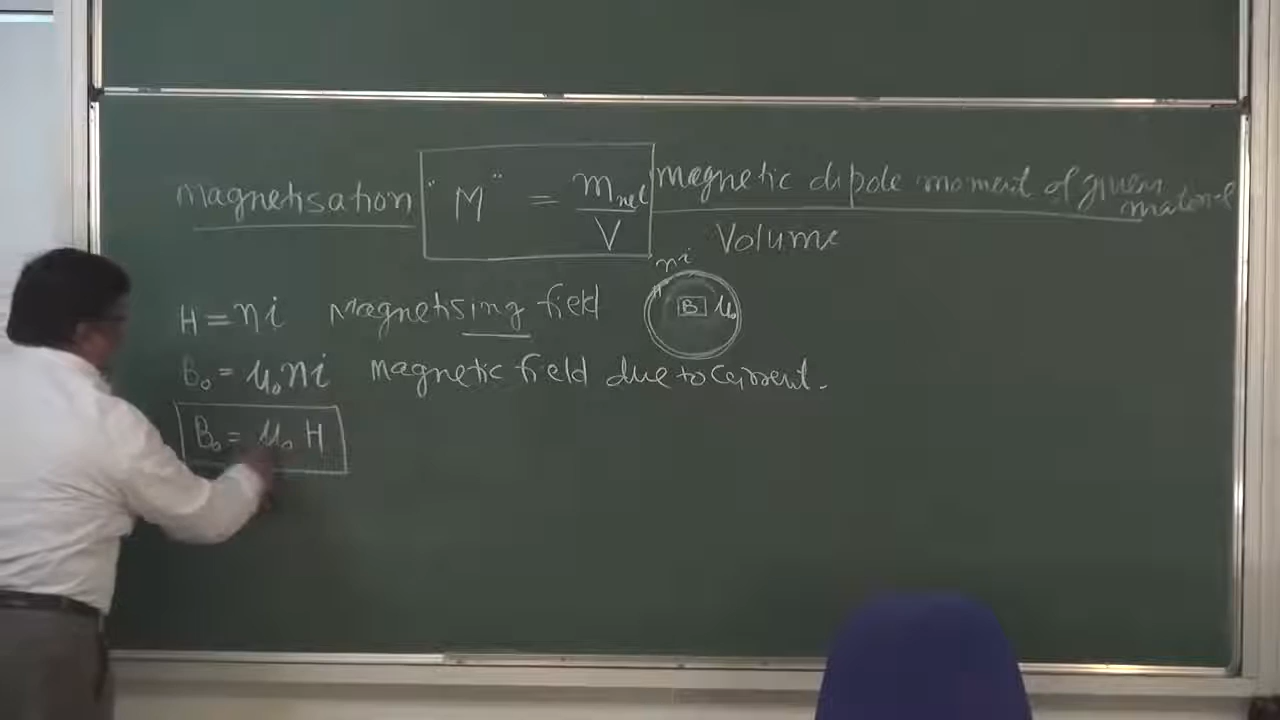 magnetisation "M" = m_net / V magnetic dipole moment of given material / Volume
H = ni Magnetising field
ni
B μ₀
B₀ = μ₀ni magnetic field due to current.
B₀ = μ₀ H